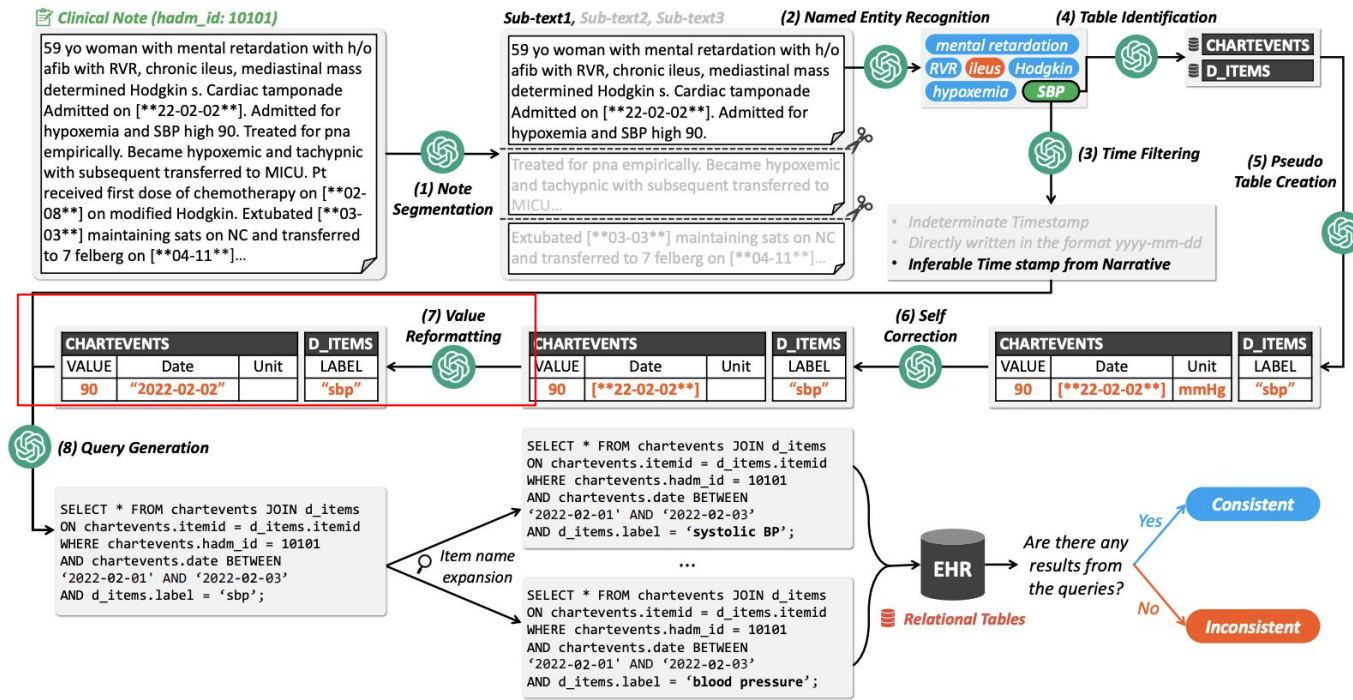 Clinical Note (hadm_id: 10101)
59 yo woman with mental retardation with h/o
afib with RVR, chronic ileus, mediastinal mass
determined Hodgkin s. Cardiac tamponade
Admitted on [**22-02-02**]. Admitted for
hypoxemia and SBP high 90. Treated for pna
empirically. Became hypoxemic and tachypnic
with subsequent transferred to MICU. Pt
received first dose of chemotherapy on [**02-
08**] on modified Hodgkin. Extubated [**03-
03**] maintaining sats on NC and transferred
to 7 felberg on [**04-11**]...
(1) Note
Segmentation
Sub-text1, Sub-text2, Sub-text3
59 yo woman with mental retardation with h/o
afib with RVR, chronic ileus, mediastinal mass
determined Hodgkin s. Cardiac tamponade
Admitted on [**22-02-02**]. Admitted for
hypoxemia and SBP high 90.
Treated for pna empirically. Became hypoxemic
and tachypnic with subsequent transferred to
MICU...
Extubated [**03-03**] maintaining sats on NC
and transferred to 7 felberg on [**04-11**]...
(2) Named Entity Recognition
mental retardation
RVR ileus Hodgkin
hypoxemia SBP
(3) Time Filtering
• Indeterminate Timestamp
• Directly written in the format yyyy-mm-dd
• Inferable Time stamp from Narrative
(4) Table Identification
CHARTEVENTS
D_ITEMS
(5) Pseudo
Table Creation
CHARTEVENTS D_ITEMS
VALUE Date Unit LABEL
90 "2022-02-02" "sbp"
(7) Value
Reformatting
CHARTEVENTS D_ITEMS
VALUE Date Unit LABEL
90 [**22-02-02**] "sbp"
(6) Self
Correction
CHARTEVENTS D_ITEMS
VALUE Date Unit LABEL
90 [**22-02-02**] mmHg "sbp"
(8) Query Generation
SELECT * FROM chartevents JOIN d_items
ON chartevents.itemid = d_items.itemid
WHERE chartevents.hadm_id = 10101
AND chartevents.date BETWEEN
‘2022-02-01' AND ‘2022-02-03’
AND d_items.label = ‘sbp’;
Item name
expansion
SELECT * FROM chartevents JOIN d_items
ON chartevents.itemid = d_items.itemid
WHERE chartevents.hadm_id = 10101
AND chartevents.date BETWEEN
'2022-02-01' AND ‘2022-02-03’
AND d_items.label = ‘systolic BP’;
...
SELECT * FROM chartevents JOIN d_items
ON chartevents.itemid = d_items.itemid
WHERE chartevents.hadm_id = 10101
AND chartevents.date BETWEEN
'2022-02-01' AND ‘2022-02-03’
AND d_items.label = ‘blood pressure’;
EHR
Relational Tables
Are there any
results from
the queries?
Yes
No
Consistent
Inconsistent